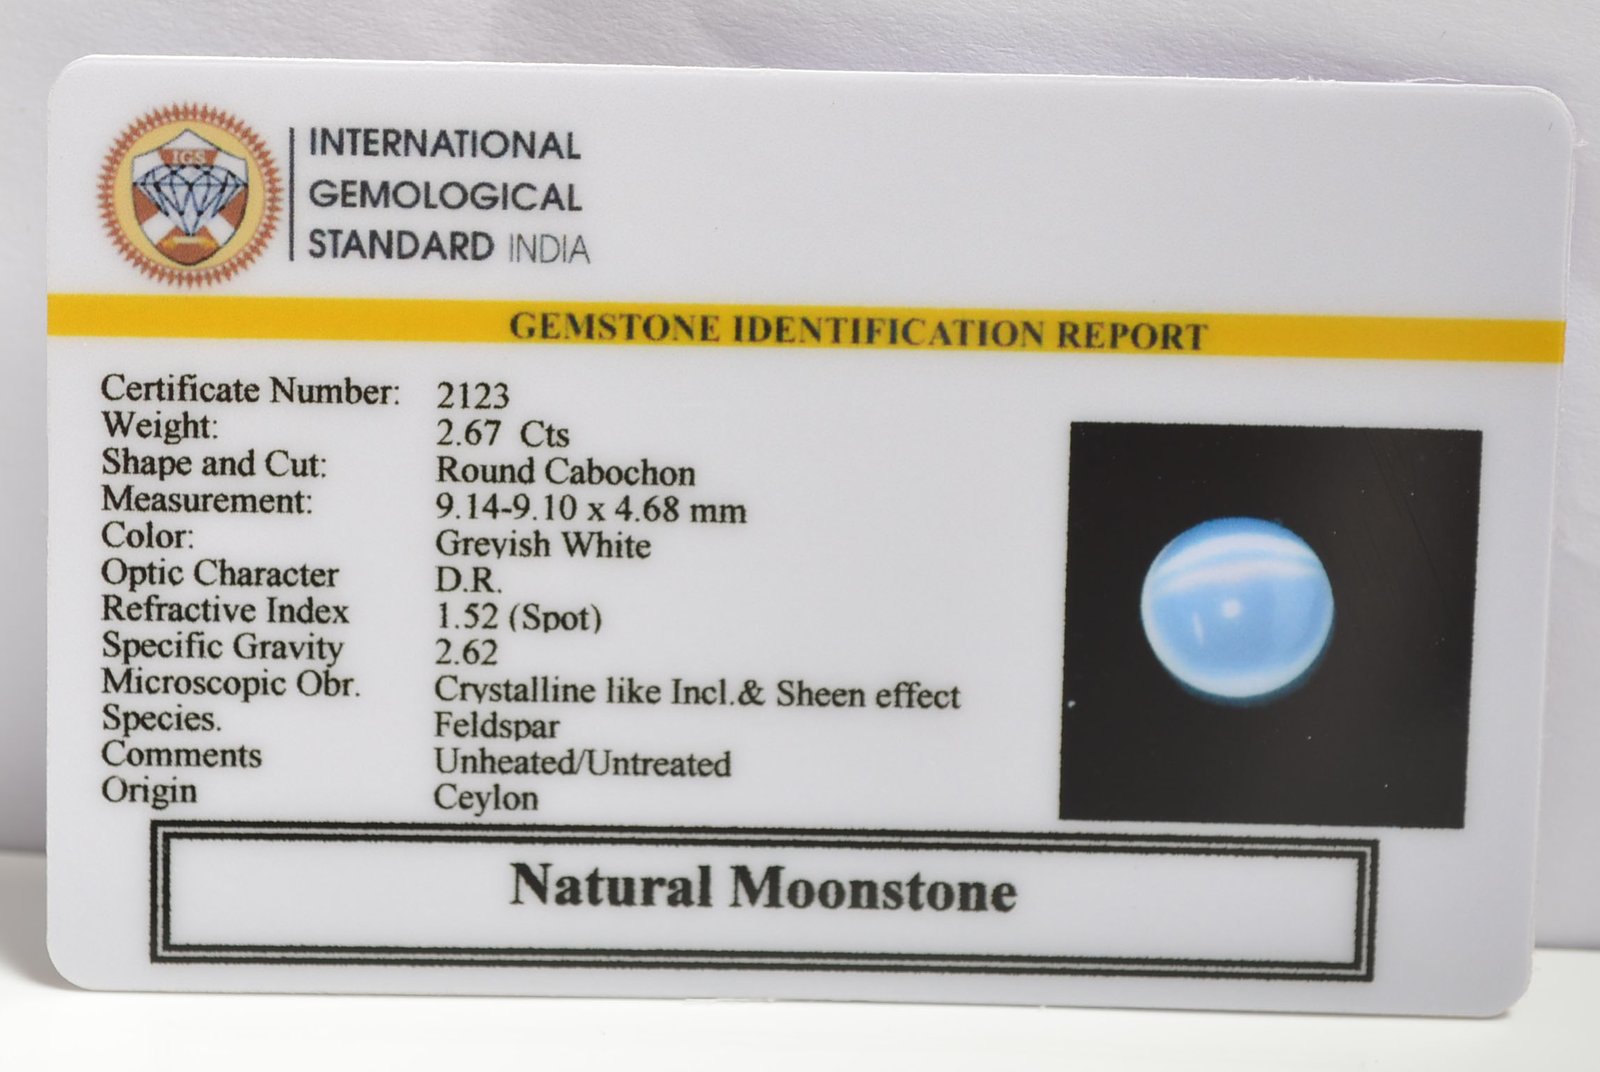 IGS
INTERNATIONAL
GEMOLOGICAL
STANDARD INDIA
GEMSTONE IDENTIFICATION REPORT
Certificate Number: 2123
Weight: 2.67 Cts
Shape and Cut: Round Cabochon
Measurement: 9.14-9.10 x 4.68 mm
Color: Greyish White
Optic Character D.R.
Refractive Index 1.52 (Spot)
Specific Gravity 2.62
Microscopic Obr. Crystalline like Incl.& Sheen effect
Species. Feldspar
Comments Unheated/Untreated
Origin Ceylon
Natural Moonstone